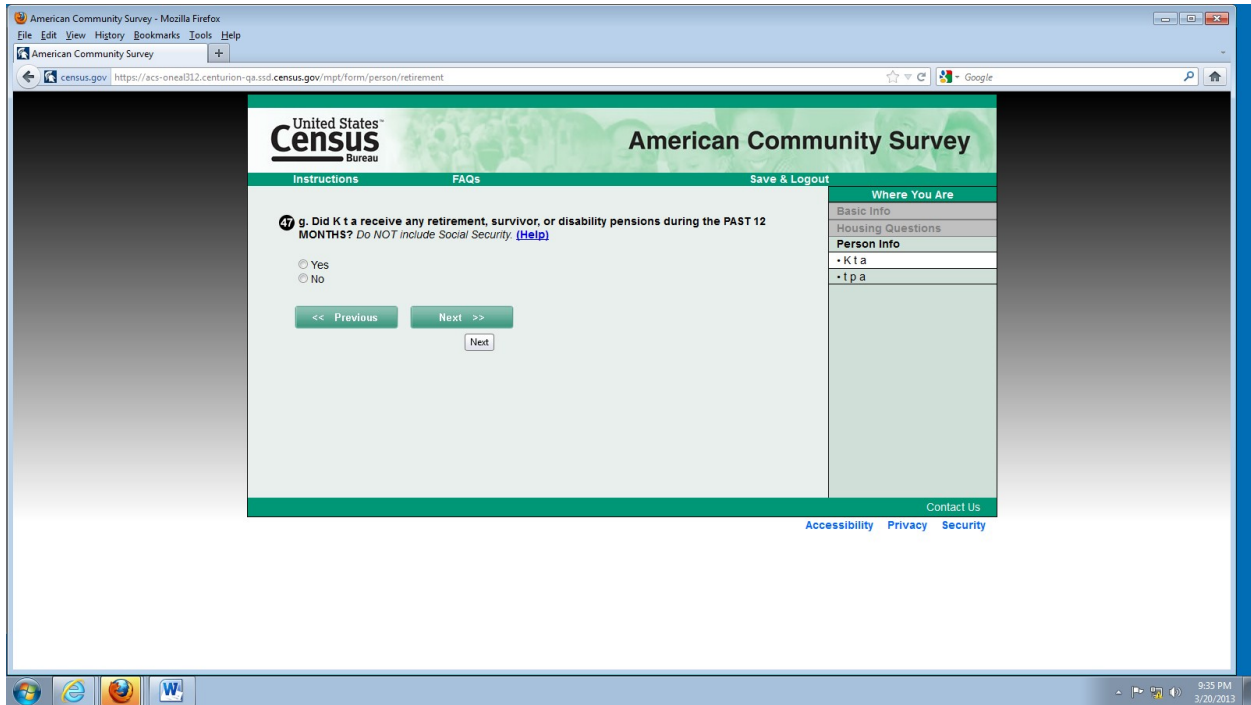 American Community Survey - Mozilla Firefox
File Edit View History Bookmarks Tools Help
American Community Survey +
census.gov https://acs-oneal312.centurion-qa.ssd.census.gov/mpt/form/person/retirement Google
United States™
Census
Bureau
American Community Survey
Instructions FAQs Save & Logout
Where You Are
Basic Info
Housing Questions
Person Info
• K t a
• t p a
47 g. Did K t a receive any retirement, survivor, or disability pensions during the PAST 12
MONTHS? Do NOT include Social Security. (Help)
Yes
No
<< Previous Next >>
Next
Contact Us
Accessibility Privacy Security
9:35 PM
3/20/2013